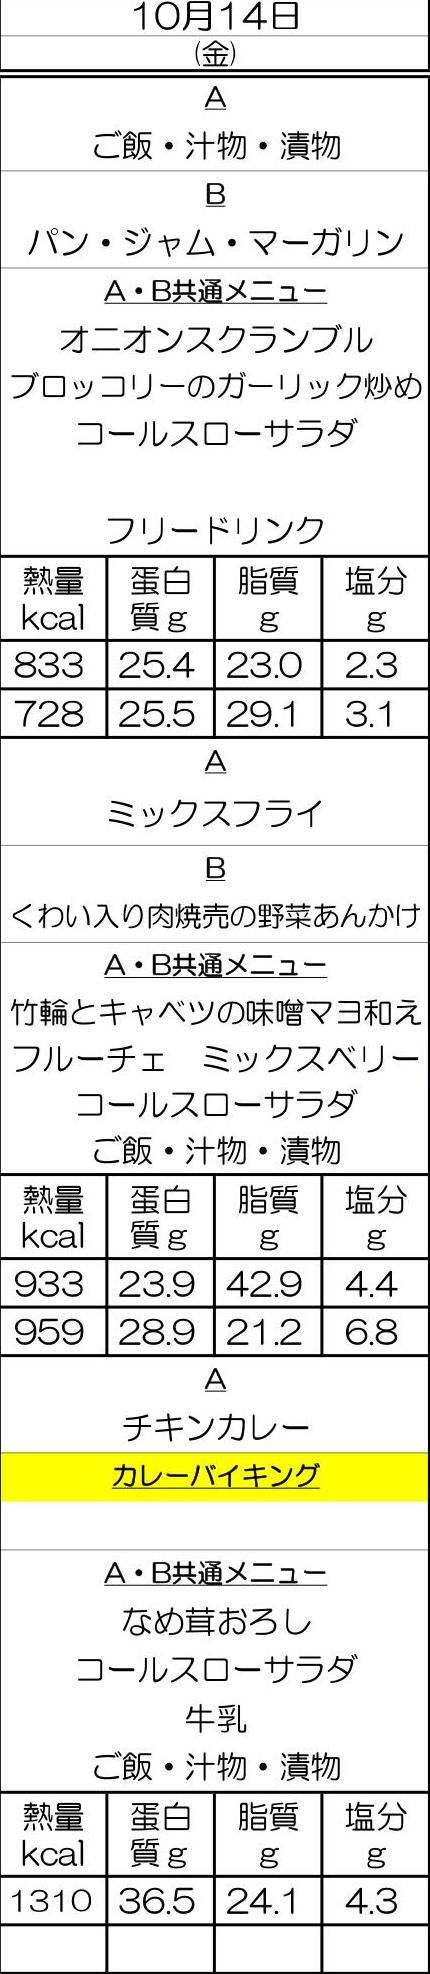 10月14日
(金)
A
ご飯・汁物・漬物
B
パン・ジャム・マーガリン
A・B共通メニュー
オニオンスクランブル
ブロッコリーのガーリック炒め
コールスローサラダ
フリードリンク
熱量 蛋白 脂質 塩分
kcal 質g g g
833 25.4 23.0 2.3
728 25.5 29.1 3.1
A
ミックスフライ
B
くわい入り肉焼売の野菜あんかけ
A・B共通メニュー
竹輪とキャベツの味噌マヨ和え
フルーチェ　ミックスベリー
コールスローサラダ
ご飯・汁物・漬物
熱量 蛋白 脂質 塩分
kcal 質g g g
933 23.9 42.9 4.4
959 28.9 21.2 6.8
A
チキンカレー
カレーバイキング
A・B共通メニュー
なめ茸おろし
コールスローサラダ
牛乳
ご飯・汁物・漬物
熱量 蛋白 脂質 塩分
kcal 質g g g
1310 36.5 24.1 4.3